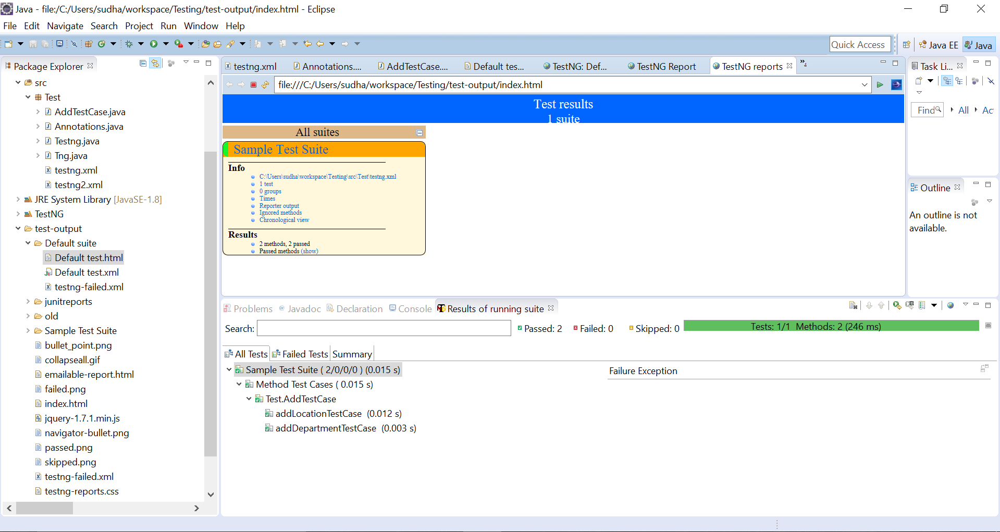 Java - file:/C:/Users/sudha/workspace/Testing/test-output/index.html - Eclipse
File Edit Navigate Search Project Run Window Help
Quick Access
Java EE
Java
Package Explorer
src
Test
AddTestCase.java
Annotations.java
Testng.java
Tng.java
testng.xml
testng2.xml
JRE System Library [JavaSE-1.8]
TestNG
test-output
Default suite
Default test.html
Default test.xml
testng-failed.xml
junitreports
old
Sample Test Suite
bullet_point.png
collapseall.gif
emailable-report.html
failed.png
index.html
jquery-1.7.1.min.js
navigator-bullet.png
passed.png
skipped.png
testng-failed.xml
testng-reports.css
testng.xml Annotations.... AddTestCase.... Default tes... TestNG: Def... TestNG Report TestNG reports »4
file:///C:/Users/sudha/workspace/Testing/test-output/index.html
Test results
1 suite
All suites
Sample Test Suite
Info
C:\Users\sudha\workspace\Testing\src\Test\testng.xml
1 test
0 groups
Times
Reporter output
Ignored methods
Chronological view
Results
2 methods, 2 passed
Passed methods (show)
Task Li...
Find All Ac
Outline
An outline is not
available.
Problems @ Javadoc Declaration Console Results of running suite
Search: Passed: 2 Failed: 0 Skipped: 0 Tests: 1/1 Methods: 2 (246 ms)
All Tests Failed Tests Summary
Sample Test Suite ( 2/0/0/0 ) (0.015 s)
Method Test Cases ( 0.015 s)
Test.AddTestCase
addLocationTestCase (0.012 s)
addDepartmentTestCase (0.003 s)
Failure Exception